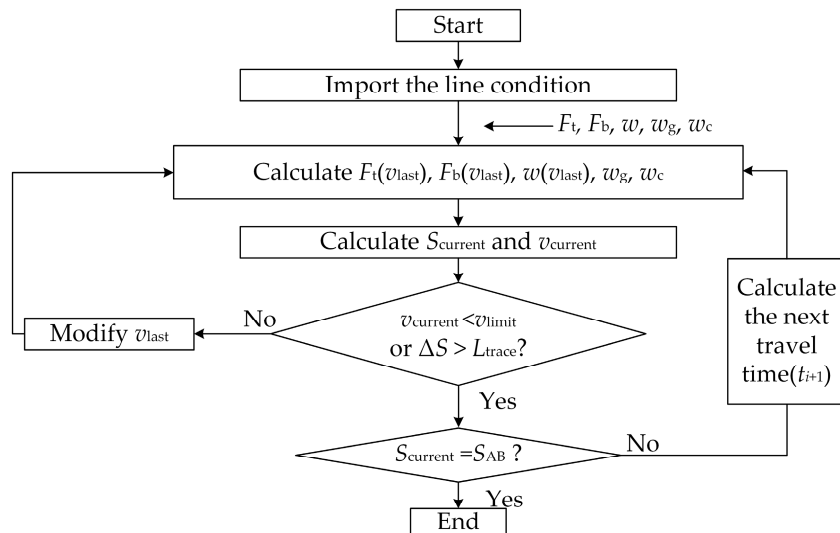 Start
Import the line condition
Ft, Fb, w, wg, wc
Calculate Ft(vlast), Fb(vlast), w(vlast), wg, wc
Calculate Scurrent and vcurrent
vcurrent<vlimit
or ΔS > Ltrace?
No
Modify vlast
Yes
Calculate
the next
travel
time(ti+1)
Scurrent =SAB ?
No
Yes
End